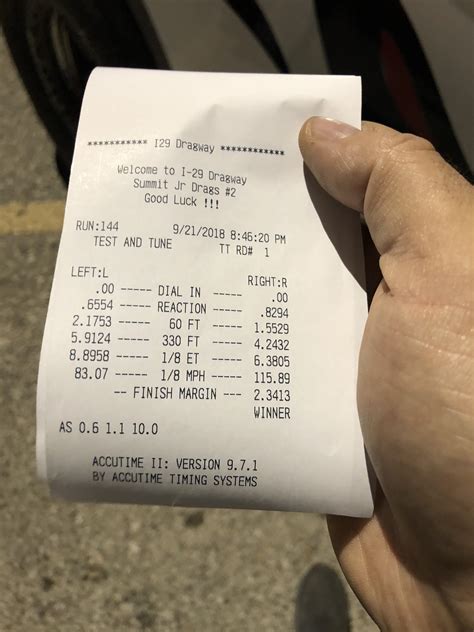 *********** I29 Dragway ***********
Welcome to I-29 Dragway
Summit Jr Drags #2
Good Luck !!!
RUN:144 9/21/2018 8:46:20 PM
TEST AND TUNE TT RD# 1
LEFT:L RIGHT:R
.00 ----- DIAL IN ----- .00
.6554 ----- REACTION ----- .8294
2.1753 ----- 60 FT ----- 1.5529
5.9124 ----- 330 FT ----- 4.2432
8.8958 ----- 1/8 ET ----- 6.3805
83.07 ----- 1/8 MPH ----- 115.89
-- FINISH MARGIN --- 2.3413
WINNER
AS 0.6 1.1 10.0
ACCUTIME II: VERSION 9.7.1
BY ACCUTIME TIMING SYSTEMS